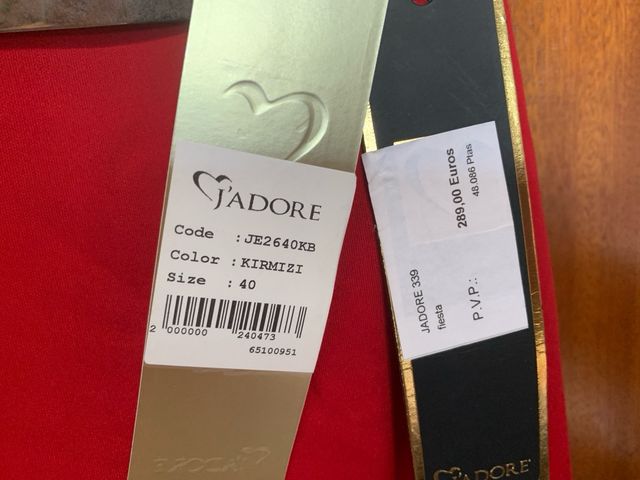 J'ADORE
Code : JE2640KB
Color : KIRMIZI
Size : 40
2 000000 240473
65100951
JADORE 339
fiesta
P.V.P.: 289,00 Euros
48.086 Ptas
J'ADORE